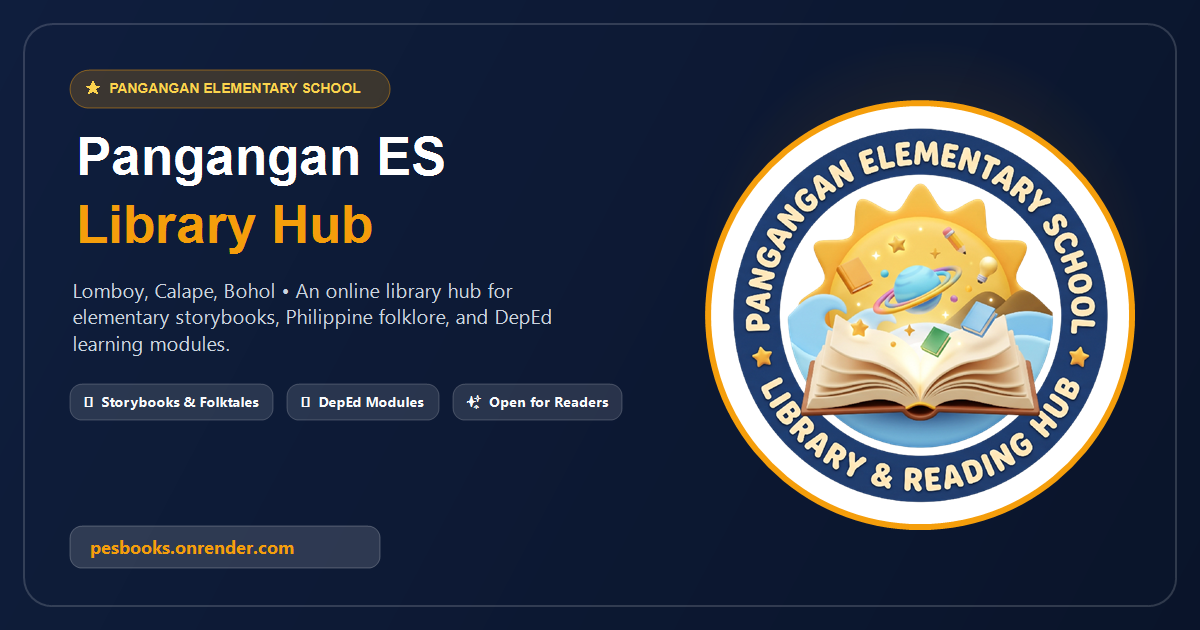 PANGANGAN ELEMENTARY SCHOOL
Pangangan ES
Library Hub
Lomboy, Calape, Bohol • An online library hub for
elementary storybooks, Philippine folklore, and DepEd
learning modules.
Storybooks & Folktales
DepEd Modules
Open for Readers
pesbooks.onrender.com
PANGANGAN ELEMENTARY SCHOOL
LIBRARY & READING HUB